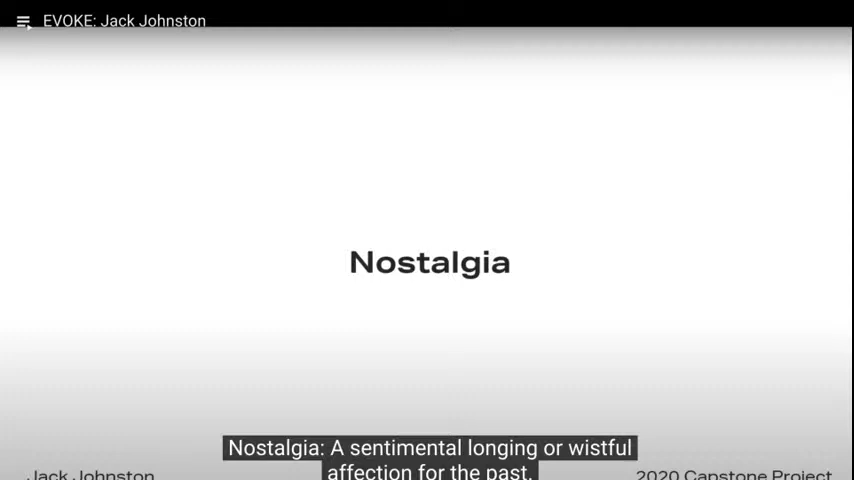 EVOKE: Jack Johnston
Nostalgia
Nostalgia: A sentimental longing or wistful
affection for the past.
Jack Johnston
2020 Capstone Project